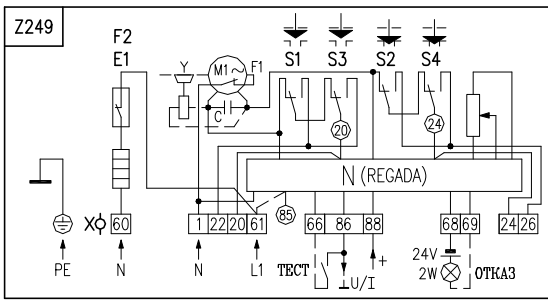 Z249
F2
E1
Y
M1
F1
C
S1
S3
S2
S4
20
24
N (REGADA)
85
X
60
1
22
20
61
66
86
88
68
69
24
26
PE
N
N
L1
ТЕСТ
U/I
+
24V
2W
ОТКАЗ